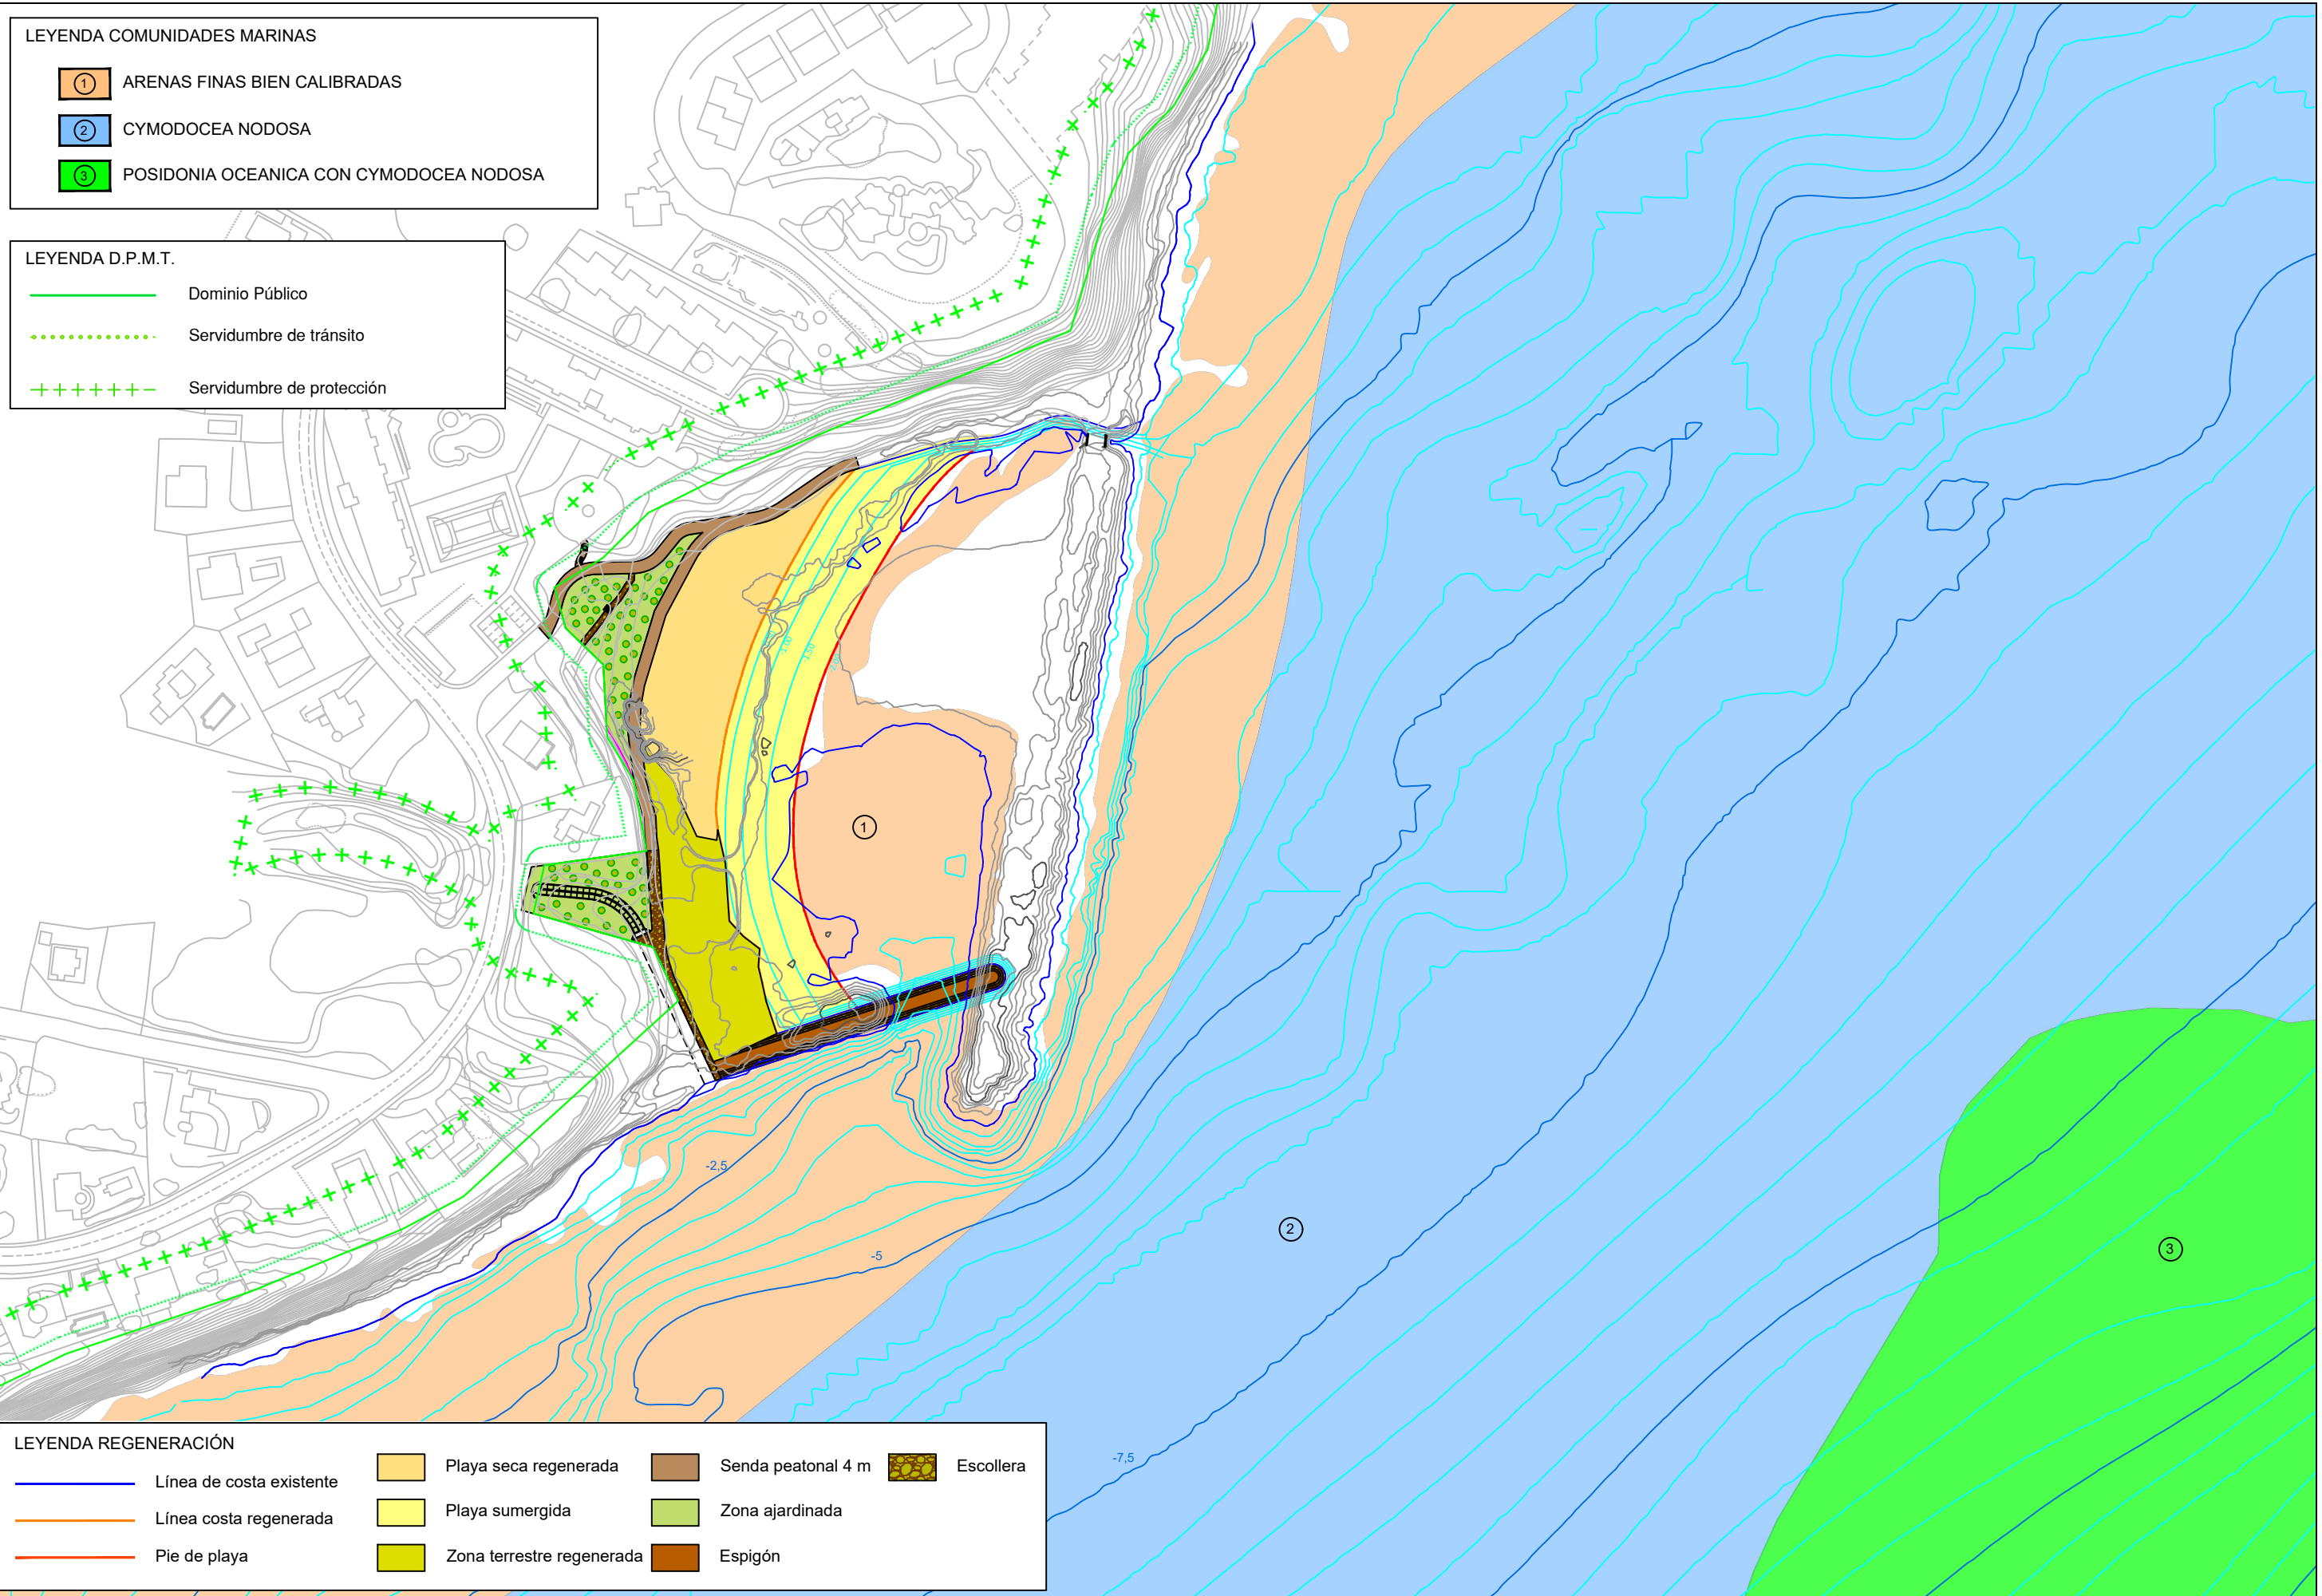 LEYENDA COMUNIDADES MARINAS
1 ARENAS FINAS BIEN CALIBRADAS
2 CYMODOCEA NODOSA
3 POSIDONIA OCEANICA CON CYMODOCEA NODOSA
LEYENDA D.P.M.T.
Dominio Público
Servidumbre de tránsito
Servidumbre de protección
1
-2,5
-5
2
3
-7,5
LEYENDA REGENERACIÓN
Línea de costa existente
Línea costa regenerada
Pie de playa
Playa seca regenerada
Playa sumergida
Zona terrestre regenerada
Senda peatonal 4 m
Zona ajardinada
Espigón
Escollera